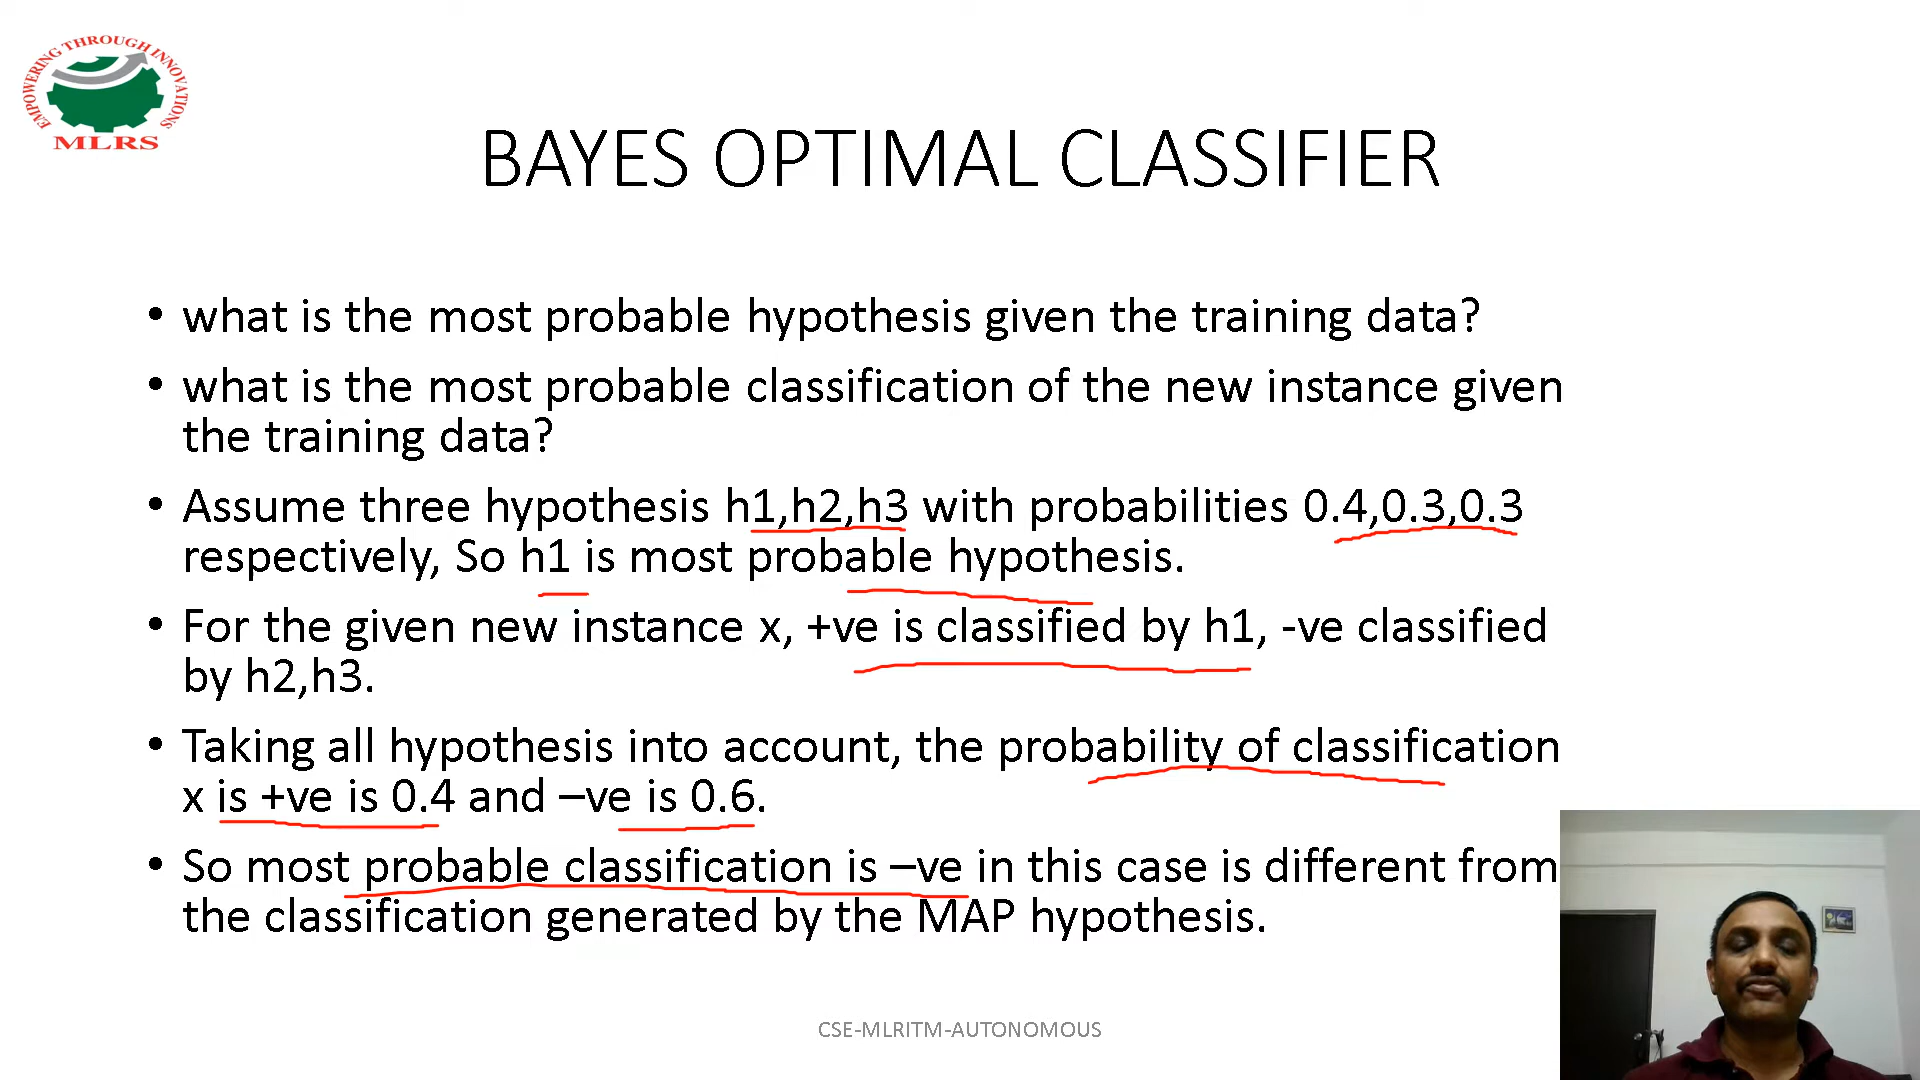 EMPOWERING THROUGH INNOVATIONS
MLRS
BAYES OPTIMAL CLASSIFIER
• what is the most probable hypothesis given the training data?
• what is the most probable classification of the new instance given
the training data?
• Assume three hypothesis h1,h2,h3 with probabilities 0.4,0.3,0.3
respectively, So h1 is most probable hypothesis.
• For the given new instance x, +ve is classified by h1, -ve classified
by h2,h3.
• Taking all hypothesis into account, the probability of classification
x is +ve is 0.4 and –ve is 0.6.
• So most probable classification is –ve in this case is different from
the classification generated by the MAP hypothesis.
CSE-MLRITM-AUTONOMOUS